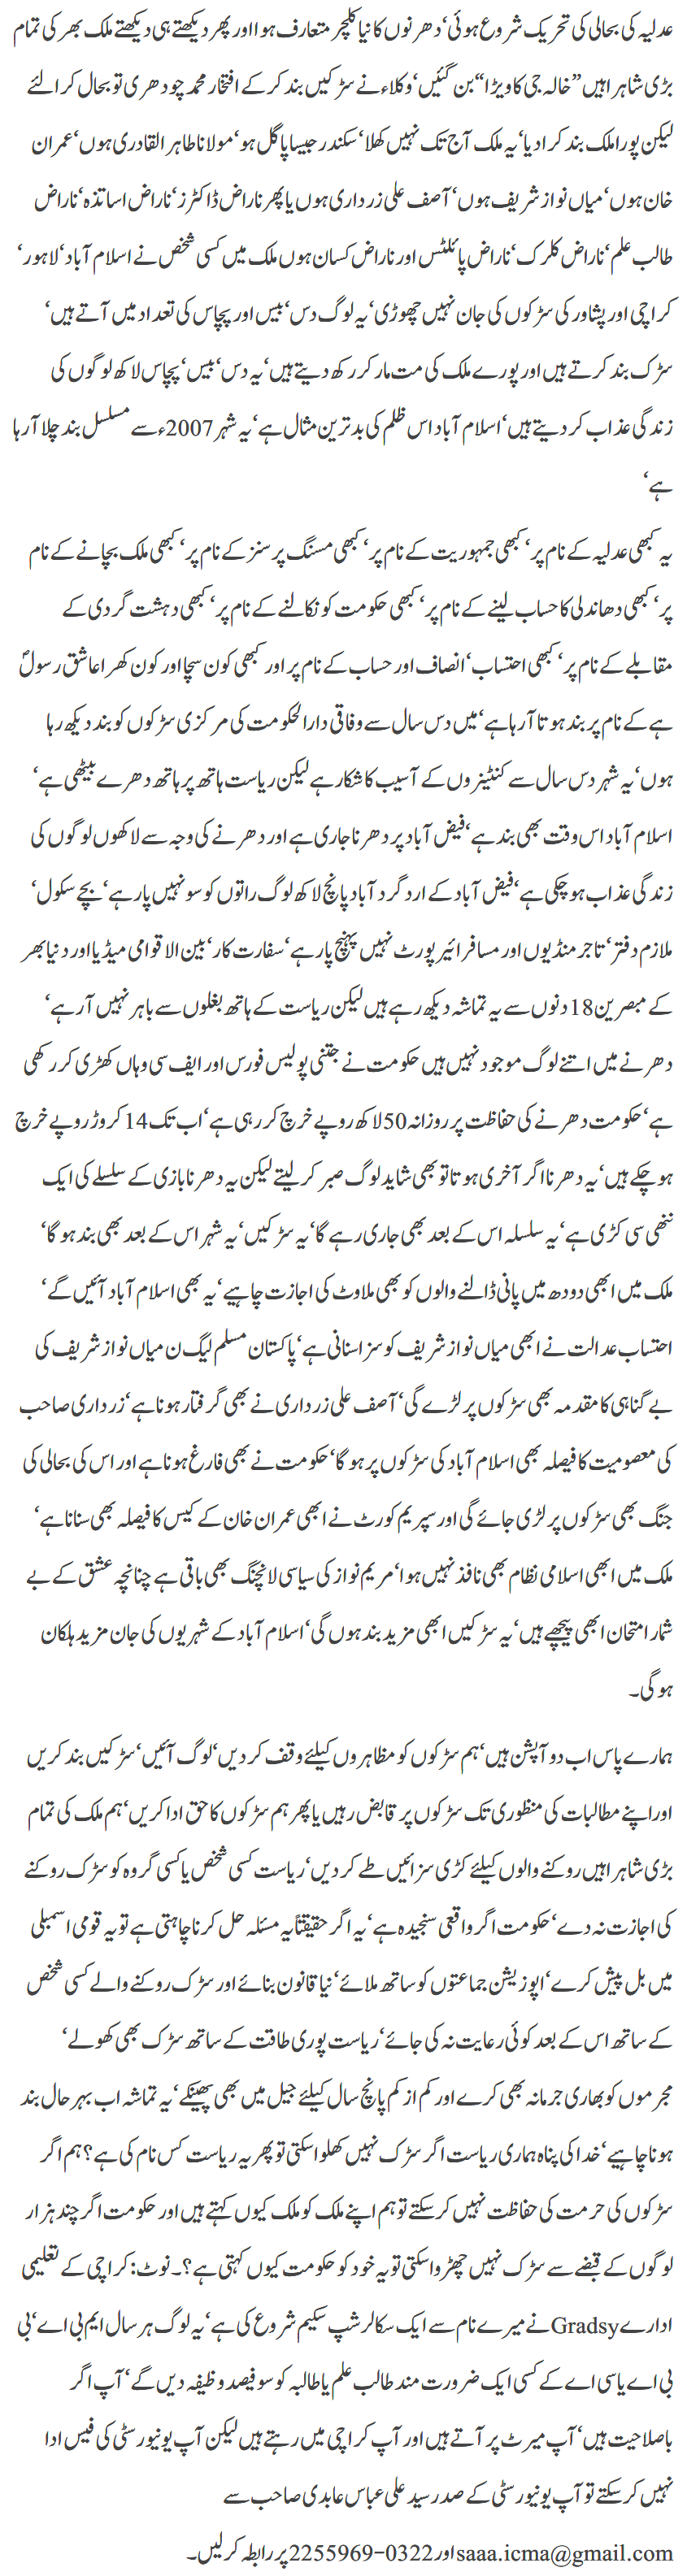 عدلیہ کی بحالی کی تحریک شروع ہوئی‘ دھرنوں کا نیا کلچر متعارف ہوا اور پھر دیکھتے ہی دیکھتے ملک بھر کی تمام
بڑی شاہراہیں ”خالہ جی کا ویڑا“ بن گئیں‘ وکلاء نے سڑکیں بند کر کے افتخار محمد چودھری تو بحال کرا لئے
لیکن پورا ملک بند کرا دیا‘ یہ ملک آج تک نہیں کھلا‘ سکندر جیسا پاگل ہو‘ مولانا طاہر القادری ہوں‘ عمران
خان ہوں‘ میاں نواز شریف ہوں‘ آصف علی زرداری ہوں یا پھر ناراض ڈاکٹرز‘ ناراض اساتذہ‘ ناراض
طالب علم‘ ناراض کلرک‘ ناراض پائلٹس اور ناراض کسان ہوں ملک میں کسی شخص نے اسلام آباد‘ لاہور‘
کراچی اور پشاور کی سڑکوں کی جان نہیں چھوڑی‘ یہ لوگ دس‘ بیس اور پچاس کی تعداد میں آتے ہیں‘
سڑک بند کرتے ہیں اور پورے ملک کی مت مار کر رکھ دیتے ہیں‘ یہ دس‘ بیس‘ پچاس لاکھ لوگوں کی
زندگی عذاب کر دیتے ہیں‘ اسلام آباد اس ظلم کی بدترین مثال ہے‘ یہ شہر 2007ء سے مسلسل بند چلا آ رہا
ہے‘
یہ کبھی عدلیہ کے نام پر‘ کبھی جمہوریت کے نام پر‘ کبھی مسنگ پرسنز کے نام پر‘ کبھی ملک بچانے کے نام
پر‘ کبھی دھاندلی کا حساب لینے کے نام پر‘ کبھی حکومت کو نکالنے کے نام پر‘ کبھی دہشت گردی کے
مقابلے کے نام پر‘ کبھی احتساب‘ انصاف اور حساب کے نام پر اور کبھی کون سچا اور کون کھرا عاشق رسولؐ
ہے کے نام پر بند ہوتا آ رہا ہے‘ میں دس سال سے وفاقی دارالحکومت کی مرکزی سڑکوں کو بند دیکھ رہا
ہوں‘ یہ شہر دس سال سے کنٹینروں کے آسیب کا شکار ہے لیکن ریاست ہاتھ پر ہاتھ دھرے بیٹھی ہے‘
اسلام آباد اس وقت بھی بند ہے‘ فیض آباد پر دھرنا جاری ہے اور دھرنے کی وجہ سے لاکھوں لوگوں کی
زندگی عذاب ہو چکی ہے‘ فیض آباد کے ارد گرد آباد پانچ لاکھ لوگ راتوں کو سو نہیں پا رہے‘ بچے سکول‘
ملازم دفتر‘ تاجر منڈیوں اور مسافر ائیرپورٹ نہیں پہنچ پا رہے‘ سفارت کار‘ بین الاقوامی میڈیا اور دنیا بھر
کے مبصرین 18 دنوں سے یہ تماشہ دیکھ رہے ہیں لیکن ریاست کے ہاتھ بغلوں سے باہر نہیں آ رہے‘
دھرنے میں اتنے لوگ موجود نہیں ہیں حکومت نے جتنی پولیس فورس اور ایف سی وہاں کھڑی کر رکھی
ہے‘ حکومت دھرنے کی حفاظت پر روزانہ 50 لاکھ روپے خرچ کر رہی ہے‘ اب تک 14 کروڑ روپے خرچ
ہو چکے ہیں‘ یہ دھرنا اگر آخری ہوتا تو بھی شاید لوگ صبر کر لیتے لیکن یہ دھرنا بازی کے سلسلے کی ایک
ننھی سی کڑی ہے‘ یہ سلسلہ اس کے بعد بھی جاری رہے گا‘ یہ سڑکیں‘ یہ شہر اس کے بعد بھی بند ہو گا‘
ملک میں ابھی دودھ میں پانی ڈالنے والوں کو بھی ملاوٹ کی اجازت چاہیے‘ یہ بھی اسلام آباد آئیں گے‘
احتساب عدالت نے ابھی میاں نواز شریف کو سزا سنانی ہے‘ پاکستان مسلم لیگ ن میاں نواز شریف کی
بے گناہی کا مقدمہ بھی سڑکوں پر لڑے گی‘ آصف علی زرداری نے بھی گرفتار ہونا ہے‘ زرداری صاحب
کی معصومیت کا فیصلہ بھی اسلام آباد کی سڑکوں پر ہو گا‘ حکومت نے بھی فارغ ہونا ہے اور اس کی بحالی کی
جنگ بھی سڑکوں پر لڑی جائے گی اور سپریم کورٹ نے ابھی عمران خان کے کیس کا فیصلہ بھی سنانا ہے‘
ملک میں ابھی اسلامی نظام بھی نافذ نہیں ہوا‘ مریم نواز کی سیاسی لانچنگ بھی باقی ہے چنانچہ عشق کے بے
شمار امتحان ابھی پیچھے ہیں‘ یہ سڑکیں ابھی مزید بند ہوں گی‘ اسلام آباد کے شہریوں کی جان مزید ہلکان
ہو گی۔
ہمارے پاس اب دو آپشن ہیں‘ ہم سڑکوں کو مظاہروں کیلئے وقف کر دیں‘ لوگ آئیں‘ سڑکیں بند کریں
اور اپنے مطالبات کی منظوری تک سڑکوں پر قابض رہیں یا پھر ہم سڑکوں کا حق ادا کریں‘ ہم ملک کی تمام
بڑی شاہراہیں روکنے والوں کیلئے کڑی سزائیں طے کر دیں‘ ریاست کسی شخص یا کسی گروہ کو سڑک روکنے
کی اجازت نہ دے‘ حکومت اگر واقعی سنجیدہ ہے‘ یہ اگر حقیقتاً یہ مسئلہ حل کرنا چاہتی ہے تو یہ قومی اسمبلی
میں بل پیش کرے‘ اپوزیشن جماعتوں کو ساتھ ملائے‘ نیا قانون بنائے اور سڑک روکنے والے کسی شخص
کے ساتھ اس کے بعد کوئی رعایت نہ کی جائے‘ ریاست پوری طاقت کے ساتھ سڑک بھی کھولے‘
مجرموں کو بھاری جرمانہ بھی کرے اور کم از کم پانچ سال کیلئے جیل میں بھی پھینکے‘ یہ تماشہ اب بہرحال بند
ہونا چاہیے‘ خدا کی پناہ ہماری ریاست اگر سڑک نہیں کھلوا سکتی تو پھر یہ ریاست کس نام کی ہے؟ ہم اگر
سڑکوں کی حرمت کی حفاظت نہیں کر سکتے تو ہم اپنے ملک کو ملک کیوں کہتے ہیں اور حکومت اگر چند ہزار
لوگوں کے قبضے سے سڑک نہیں چھڑوا سکتی تو یہ خود کو حکومت کیوں کہتی ہے؟۔ نوٹ: کراچی کے تعلیمی
ادارے Gradsy نے میرے نام سے ایک سکالرشپ سکیم شروع کی ہے‘ یہ لوگ ہر سال ایم بی اے‘ بی
بی اے یا سی اے کے کسی ایک ضرورت مند طالب علم یا طالبہ کو سو فیصد وظیفہ دیں گے‘ آپ اگر
باصلاحیت ہیں‘ آپ میرٹ پر آتے ہیں اور آپ کراچی میں رہتے ہیں لیکن آپ یونیورسٹی کی فیس ادا
نہیں کر سکتے تو آپ یونیورسٹی کے صدر سید علی عباس عابدی صاحب سے
saaa.icma@gmail.com اور 0322-2255969 پر رابطہ کر لیں۔